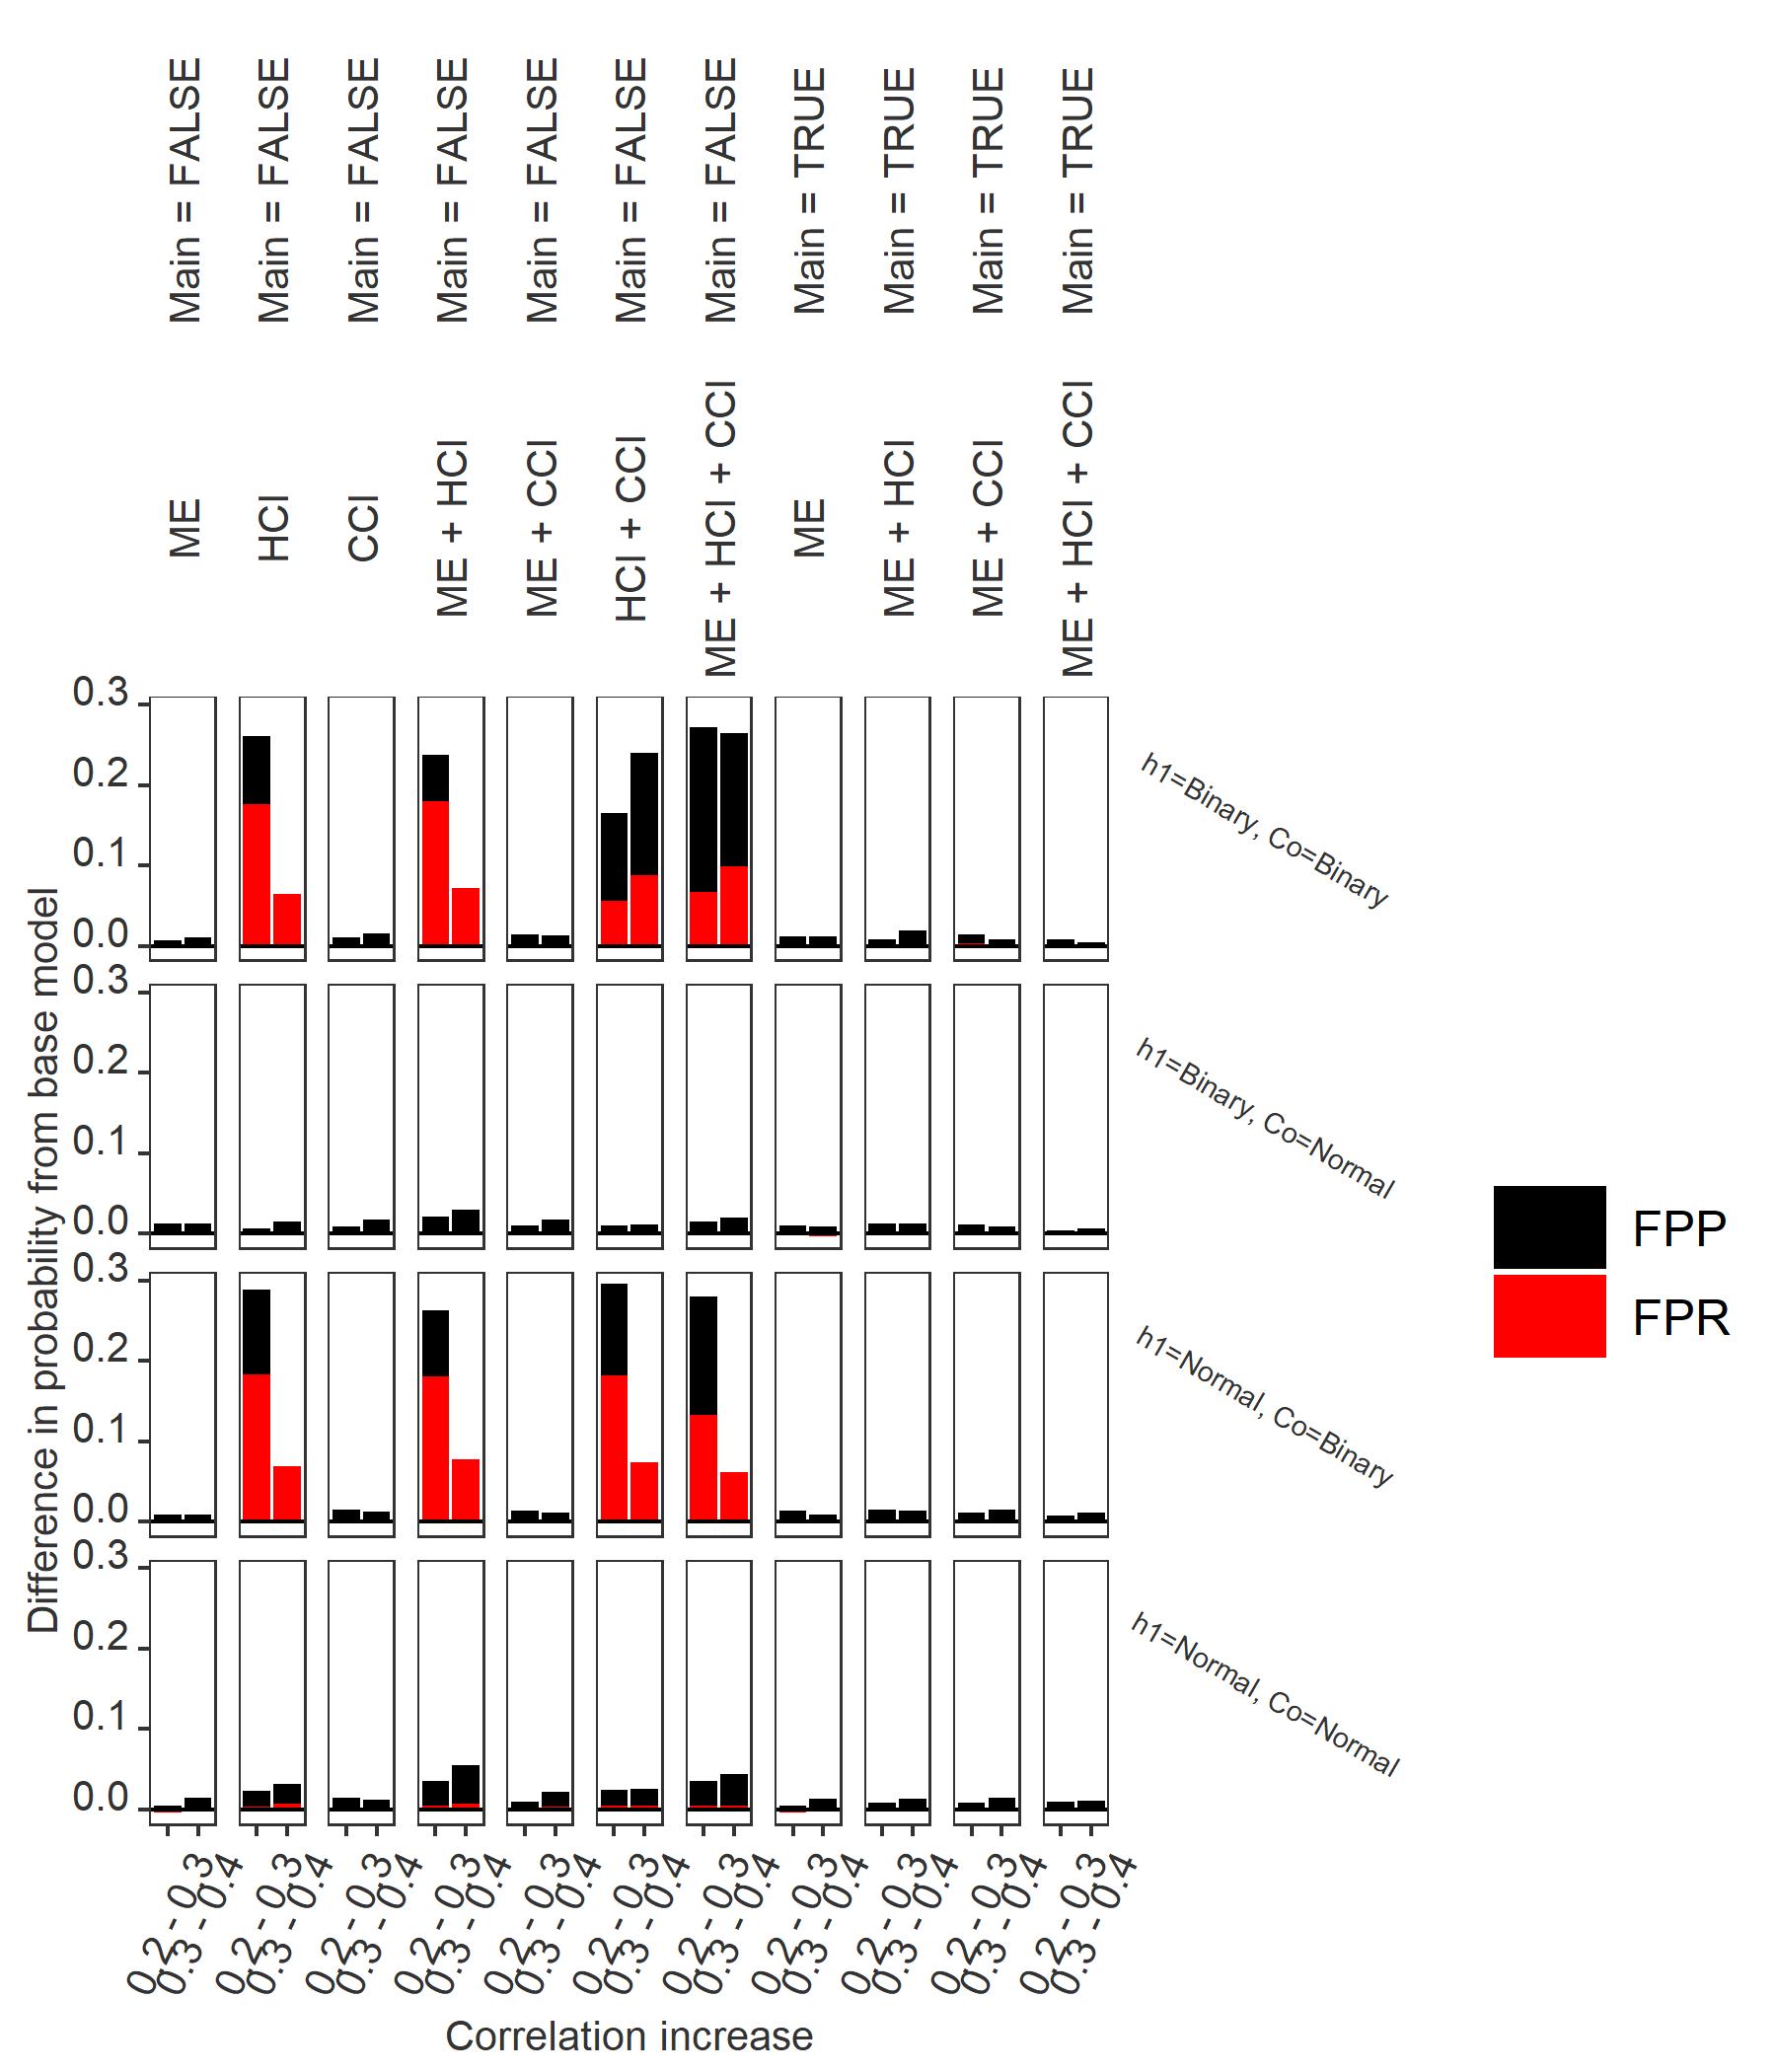 Main = FALSE
Main = FALSE
Main = FALSE
Main = FALSE
Main = FALSE
Main = FALSE
Main = FALSE
Main = TRUE
Main = TRUE
Main = TRUE
Main = TRUE
ME
HCI
CCI
ME + HCI
ME + CCI
HCI + CCI
ME + HCI + CCI
ME
ME + HCI
ME + CCI
ME + HCI + CCI
Difference in probability from base model
0.3
0.2
0.1
0.0
h1=Binary, Co=Binary
0.3
0.2
0.1
0.0
h1=Binary, Co=Normal
0.3
0.2
0.1
0.0
h1=Normal, Co=Binary
0.3
0.2
0.1
0.0
h1=Normal, Co=Normal
0.2 - 0.3
0.3 - 0.4
0.2 - 0.3
0.3 - 0.4
0.2 - 0.3
0.3 - 0.4
0.2 - 0.3
0.3 - 0.4
0.2 - 0.3
0.3 - 0.4
0.2 - 0.3
0.3 - 0.4
0.2 - 0.3
0.3 - 0.4
0.2 - 0.3
0.3 - 0.4
0.2 - 0.3
0.3 - 0.4
0.2 - 0.3
0.3 - 0.4
0.2 - 0.3
0.3 - 0.4
Correlation increase
FPP
FPR